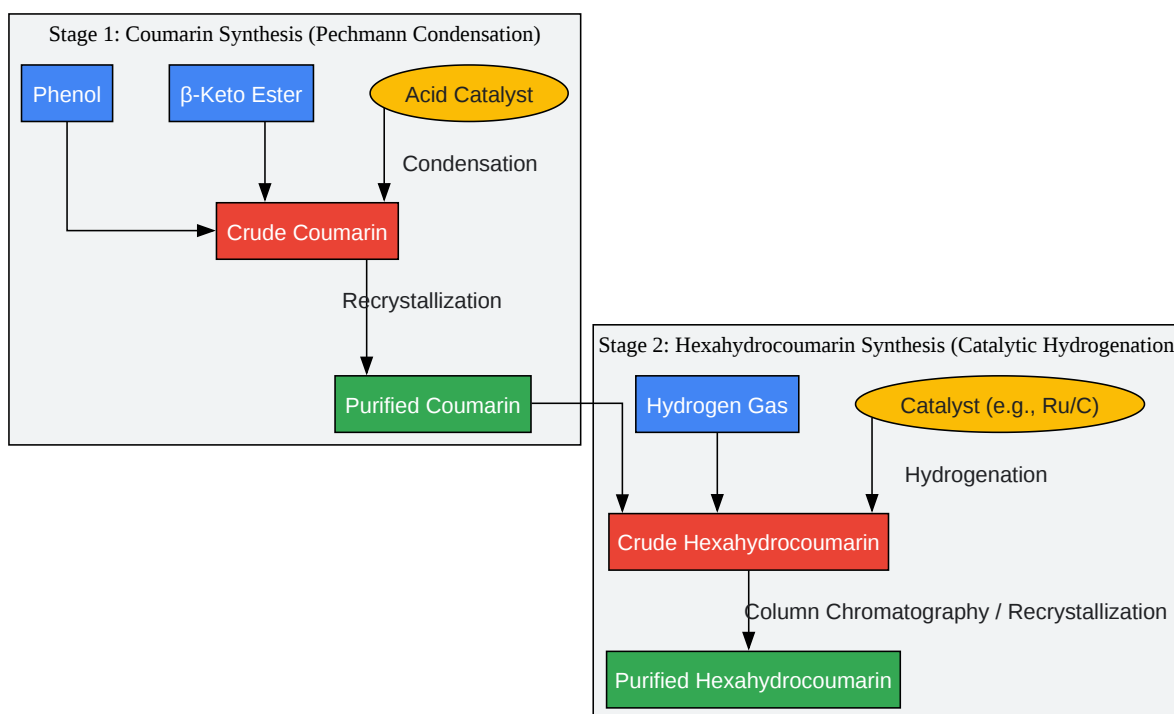 Stage 1: Coumarin Synthesis (Pechmann Condensation)
Phenol
β-Keto Ester
Acid Catalyst
Condensation
Crude Coumarin
Recrystallization
Purified Coumarin
Stage 2: Hexahydrocoumarin Synthesis (Catalytic Hydrogenation
Hydrogen Gas
Catalyst (e.g., Ru/C)
Hydrogenation
Crude Hexahydrocoumarin
Column Chromatography / Recrystallization
Purified Hexahydrocoumarin